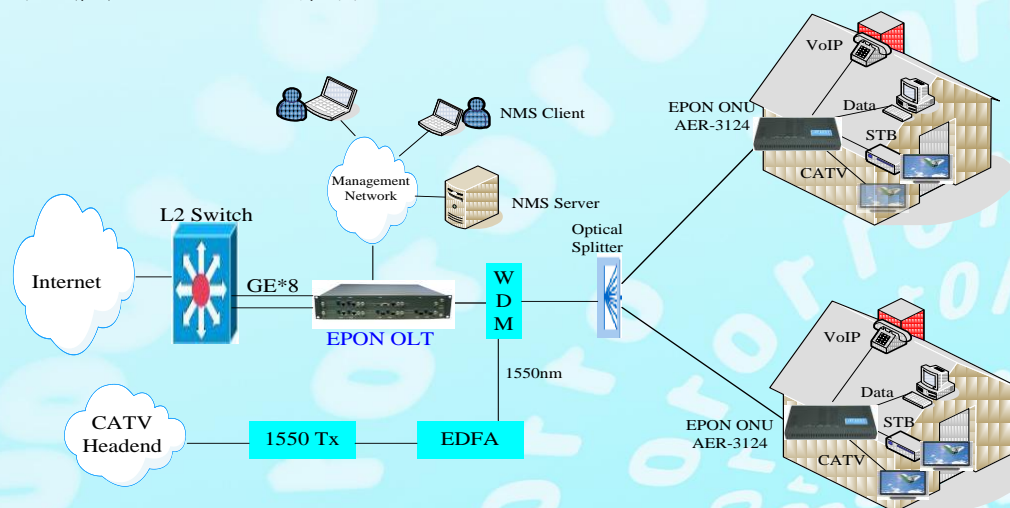 VoIP
EPON ONU
AER-3124
Data
STB
CATV
NMS Client
Management
Network
NMS Server
L2 Switch
Optical
Splitter
Internet
GE*8
W
D
M
EPON OLT
1550nm
VoIP
Data
EPON ONU
AER-3124
STB
CATV
CATV
Headend
1550 Tx
EDFA